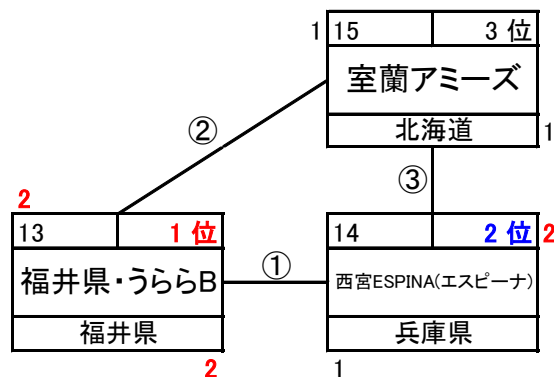 1 15 3 位
室蘭アミーズ
北海道 1
②
③
2
13 1 位
14 2 位 2
福井県・うららB
①
西宮ESPINA(エスピーナ)
福井県
兵庫県
2
1